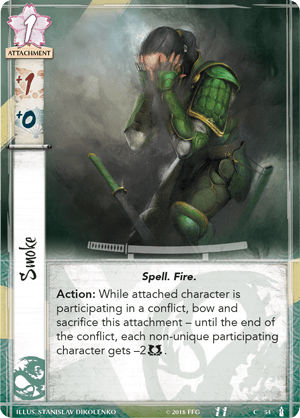 1
ATTACHMENT
+1
+0
Smoke
Spell. Fire.
Action: While attached character is
participating in a conflict, bow and
sacrifice this attachment – until the end of
the conflict, each non-unique participating
character gets –2.
ILLUS. STANISLAV DIKOLENKO
© 2018 FFG
11
C
54